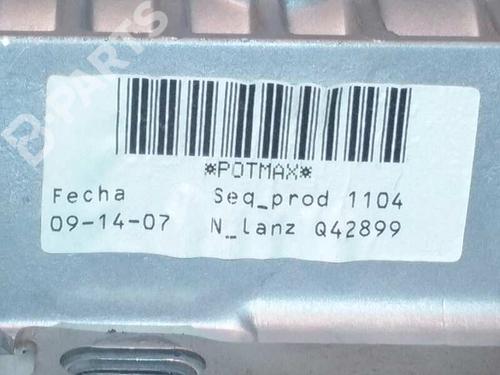 B-PARTS
*POTMAX*
Fecha Seq_prod 1104
09-14-07 N_lanz Q42899